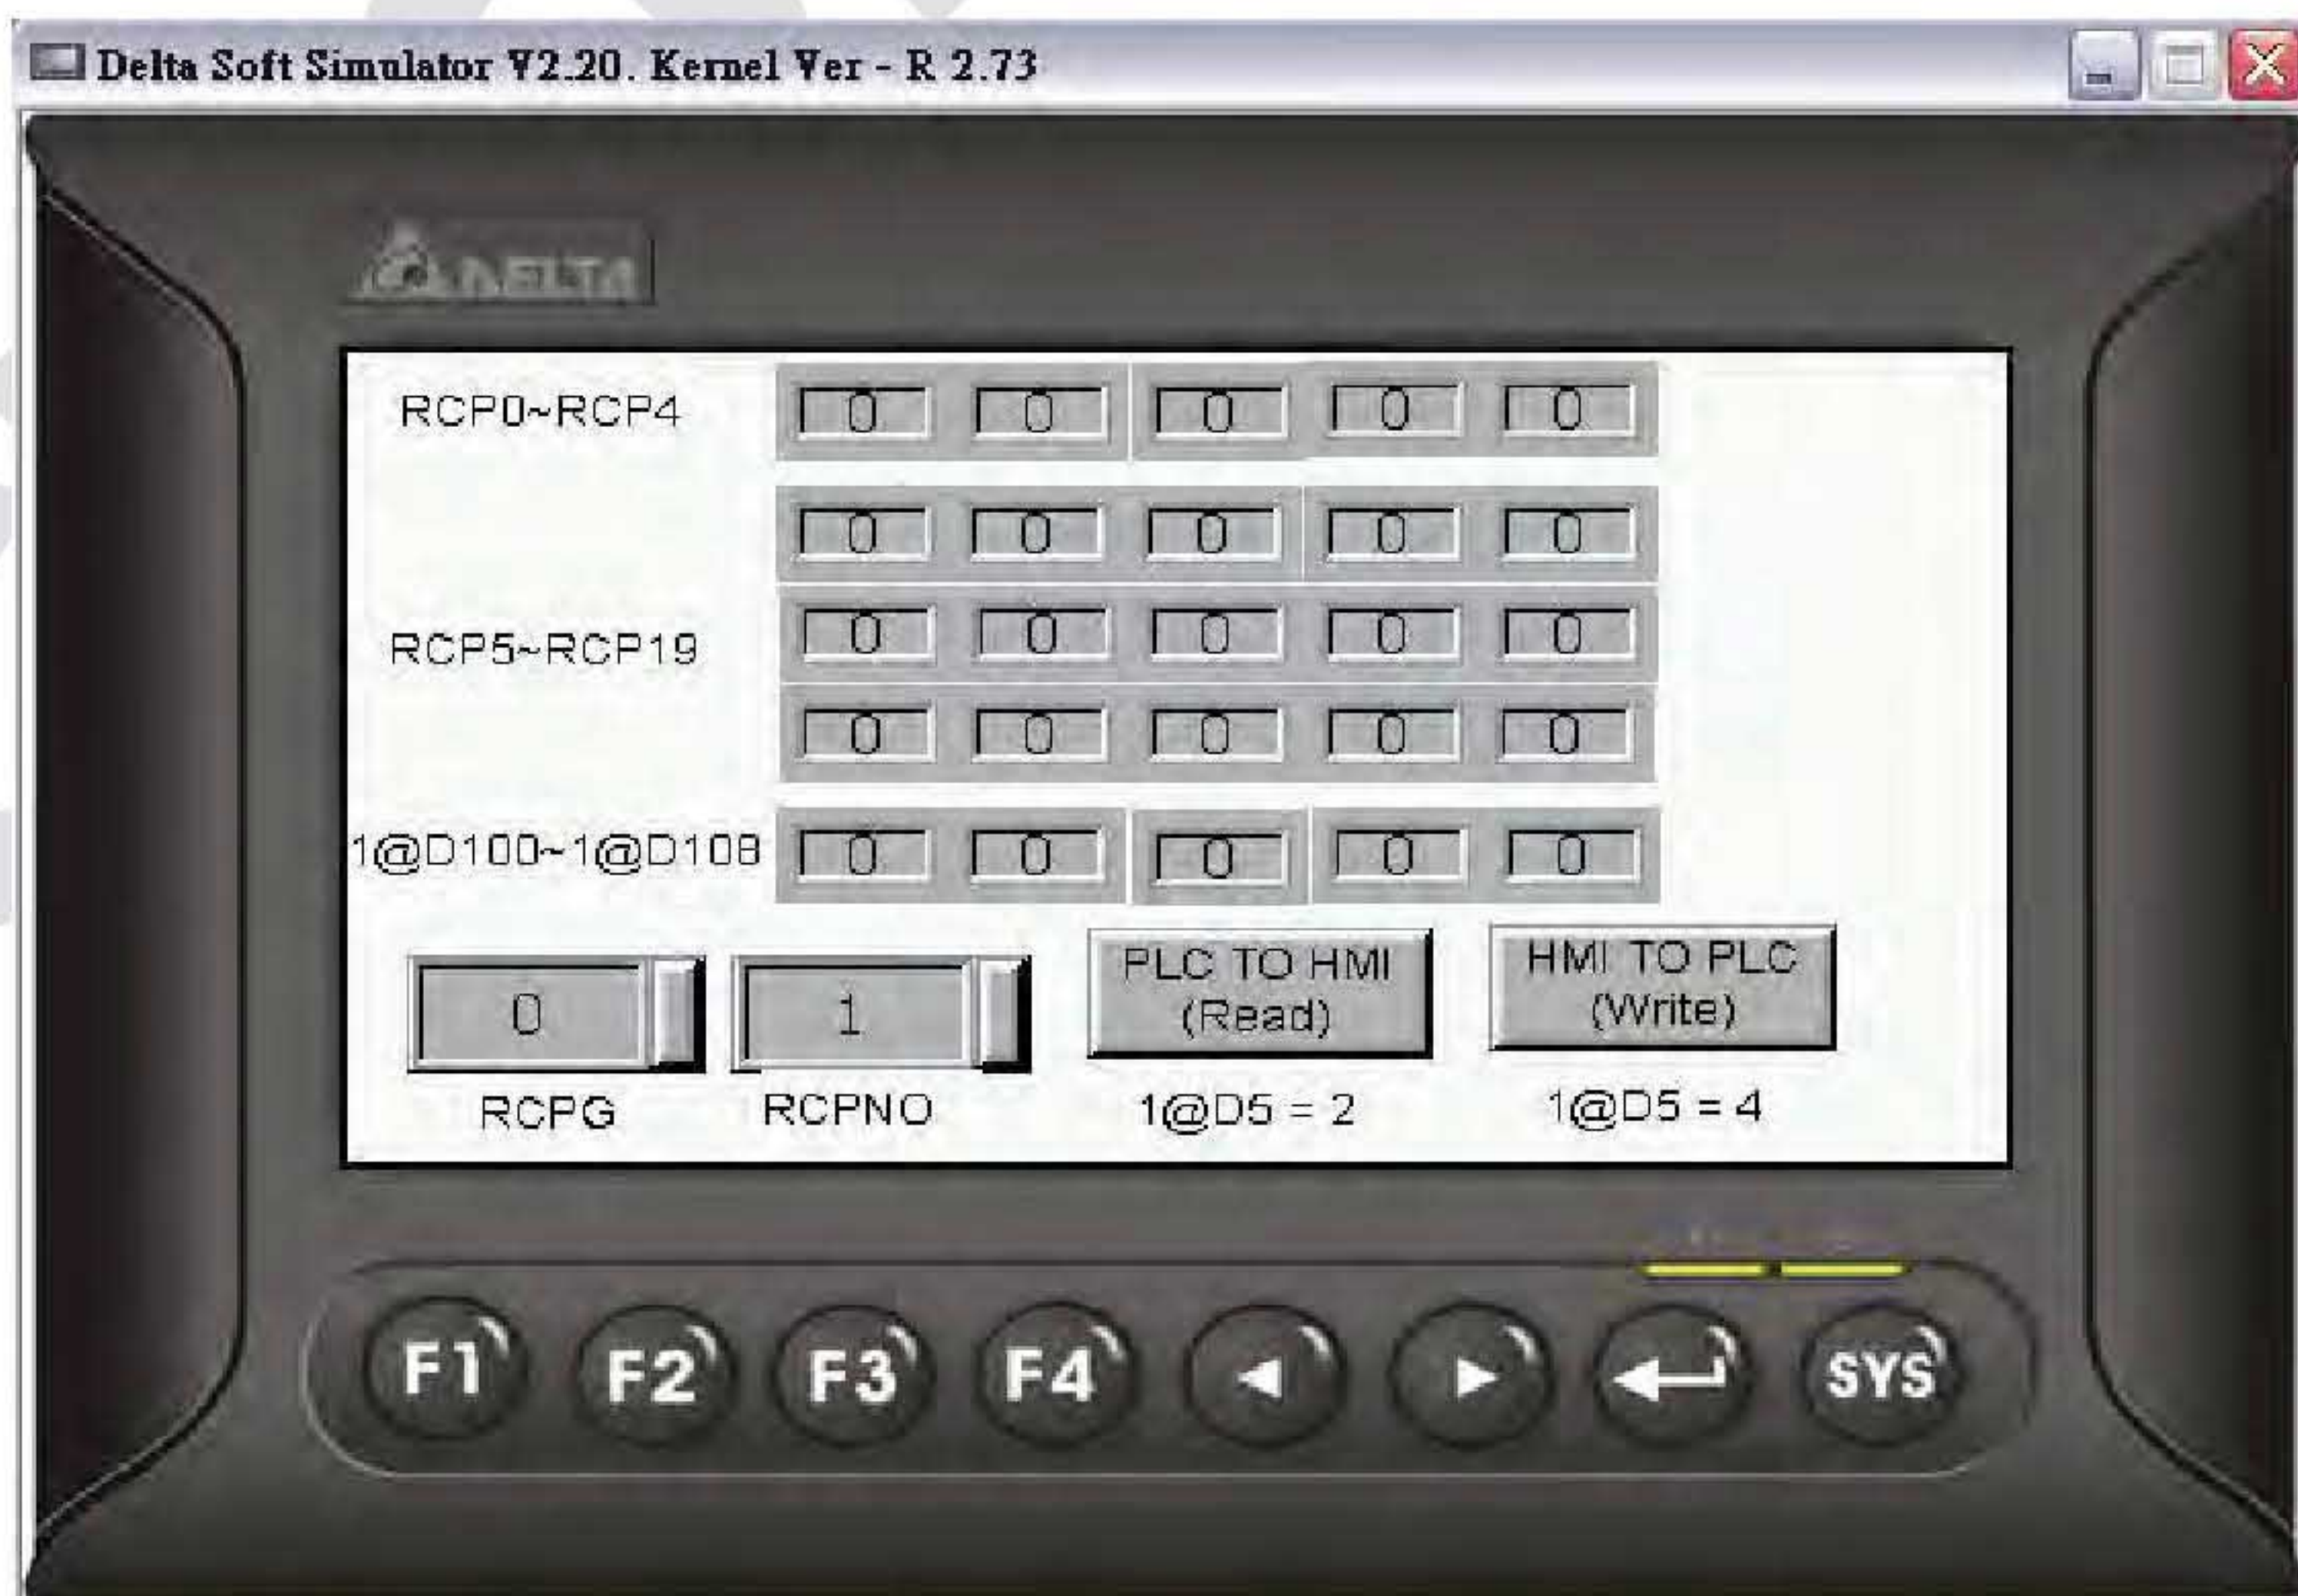 Delta Soft Simulator V2.20. Kernel Ver - R 2.73
DELTA
RCP0~RCP4 0 0 0 0 0
0 0 0 0 0
RCP5~RCP19 0 0 0 0 0
0 0 0 0 0
1@D100~1@D108 0 0 0 0 0
0 1 PLC TO HMI (Read) HMI TO PLC (Write)
RCPG RCPNO 1@D5 = 2 1@D5 = 4
F1 F2 F3 F4 SYS